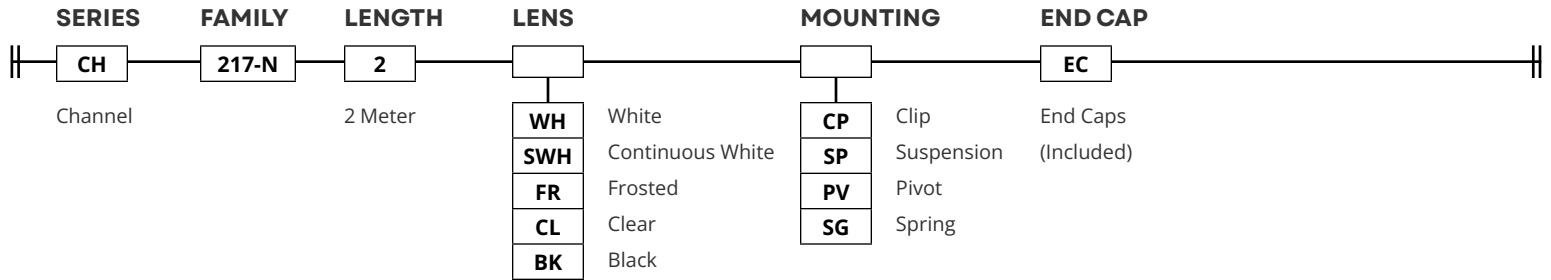 SERIES FAMILY LENGTH LENS MOUNTING END CAP
CH 217-N 2 EC
Channel 2 Meter WH White CP Clip End Caps
SWH Continuous White SP Suspension (Included)
FR Frosted PV Pivot
CL Clear SG Spring
BK Black